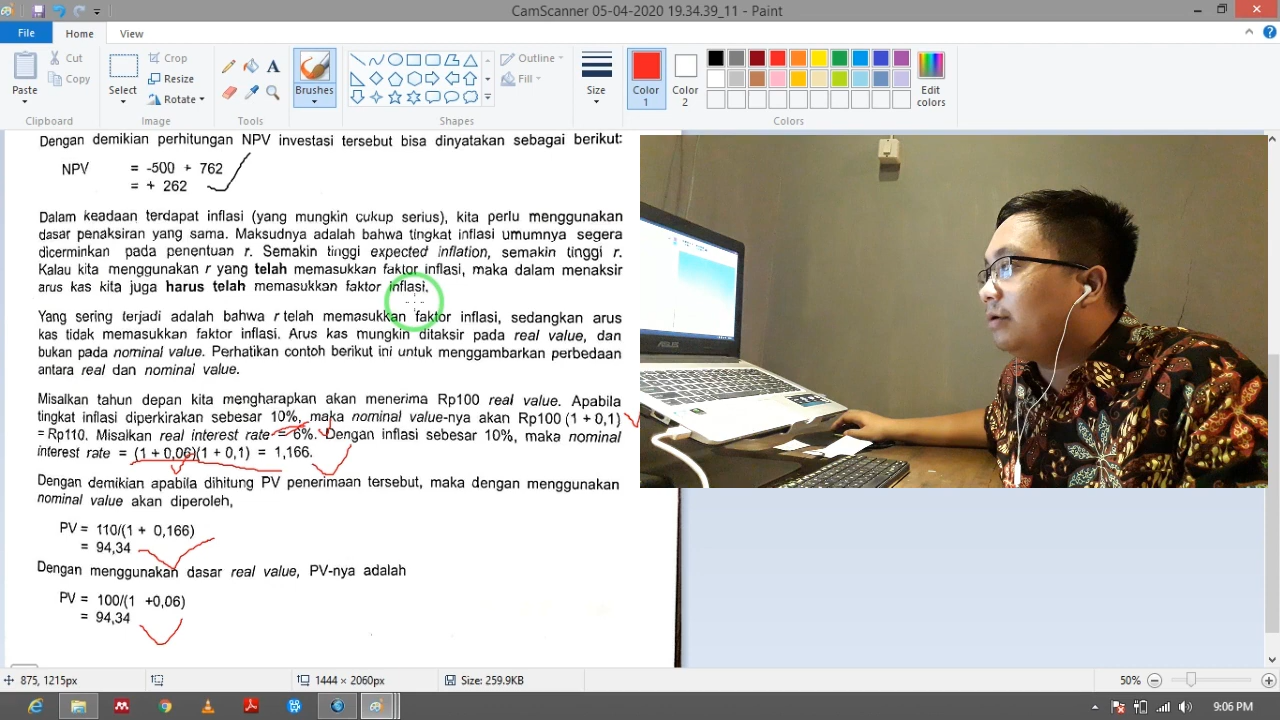 CamScanner 05-04-2020 19.34.39_11 - Paint
File
Home
View
Paste
Cut
Copy
Clipboard
Select
Crop
Resize
Rotate
Image
Tools
Brushes
Shapes
Outline
Fill
Size
Color
1
Color
2
Edit
colors
Colors
Dengan demikian perhitungan NPV investasi tersebut bisa dinyatakan sebagai berikut:
NPV = -500 + 762
= + 262
Dalam keadaan terdapat inflasi (yang mungkin cukup serius), kita perlu menggunakan
dasar penaksiran yang sama. Maksudnya adalah bahwa tingkat inflasi umumnya segera
dicerminkan pada penentuan r. Semakin tinggi expected inflation, semakin tinggi r.
Kalau kita menggunakan r yang telah memasukkan faktor inflasi, maka dalam menaksir
arus kas kita juga harus telah memasukkan faktor inflasi.
Yang sering terjadi adalah bahwa r telah memasukkan faktor inflasi, sedangkan arus
kas tidak memasukkan faktor inflasi. Arus kas mungkin ditaksir pada real value, dan
bukan pada nominal value. Perhatikan contoh berikut ini untuk menggambarkan perbedaan
antara real dan nominal value.
Misalkan tahun depan kita mengharapkan akan menerima Rp100 real value. Apabila
tingkat inflasi diperkirakan sebesar 10%, maka nominal value-nya akan Rp100 (1 + 0,1)
= Rp110. Misalkan real interest rate = 6%. Dengan inflasi sebesar 10%, maka nominal
interest rate = (1 + 0,06)(1 + 0,1) = 1,166.
Dengan demikian apabila dihitung PV penerimaan tersebut, maka dengan menggunakan
nominal value akan diperoleh,
PV = 110/(1 + 0,166)
= 94,34
Dengan menggunakan dasar real value, PV-nya adalah
PV = 100/(1 +0,06)
= 94,34
ASUS
875, 1215px
1444 × 2060px
Size: 259.9KB
50%
9:06 PM